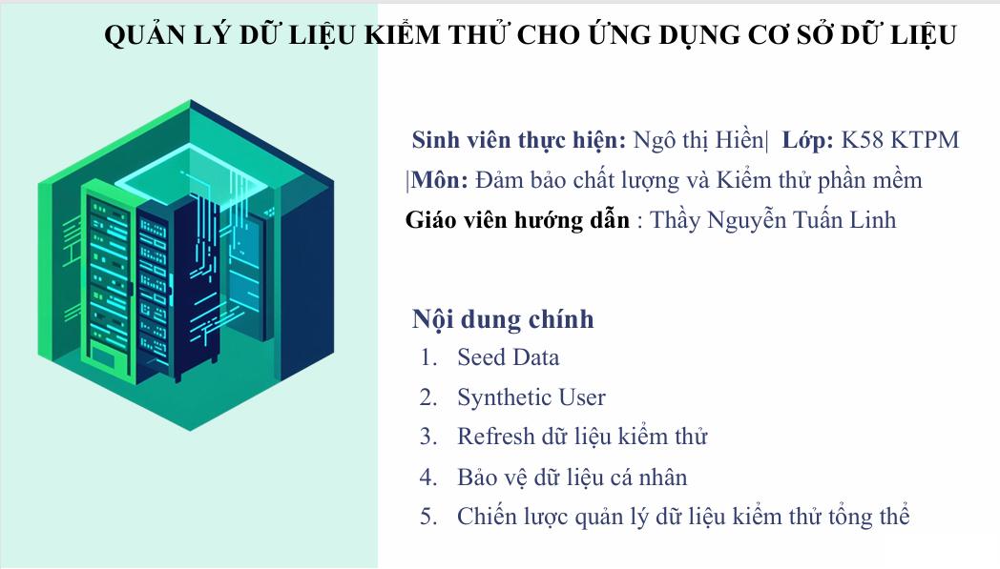 QUẢN LÝ DỮ LIỆU KIỂM THỬ CHO ỨNG DỤNG CƠ SỞ DỮ LIỆU
Sinh viên thực hiện: Ngô thị Hiền| Lớp: K58 KTPM
|Môn: Đảm bảo chất lượng và Kiểm thử phần mềm
Giáo viên hướng dẫn : Thầy Nguyễn Tuấn Linh
Nội dung chính
1. Seed Data
2. Synthetic User
3. Refresh dữ liệu kiểm thử
4. Bảo vệ dữ liệu cá nhân
5. Chiến lược quản lý dữ liệu kiểm thử tổng thể